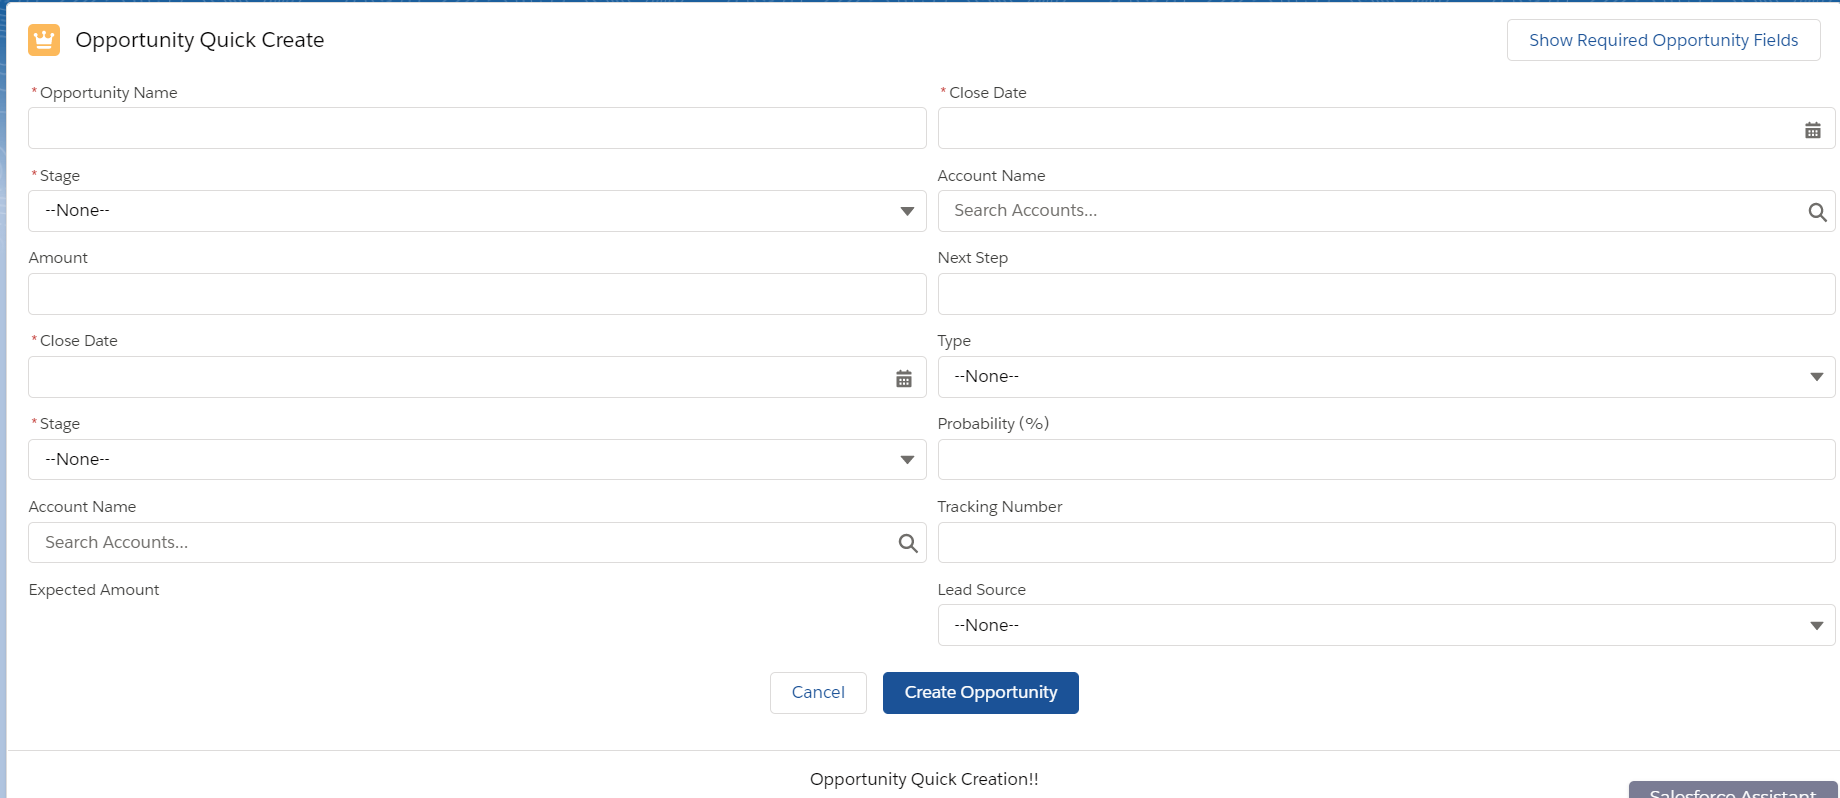 Opportunity Quick Create
Show Required Opportunity Fields
*Opportunity Name
*Close Date
*Stage
Account Name
--None--
Search Accounts...
Amount
Next Step
*Close Date
Type
--None--
*Stage
Probability (%)
--None--
Account Name
Tracking Number
Search Accounts...
Expected Amount
Lead Source
--None--
Cancel
Create Opportunity
Opportunity Quick Creation!!
Salesforce Assistant